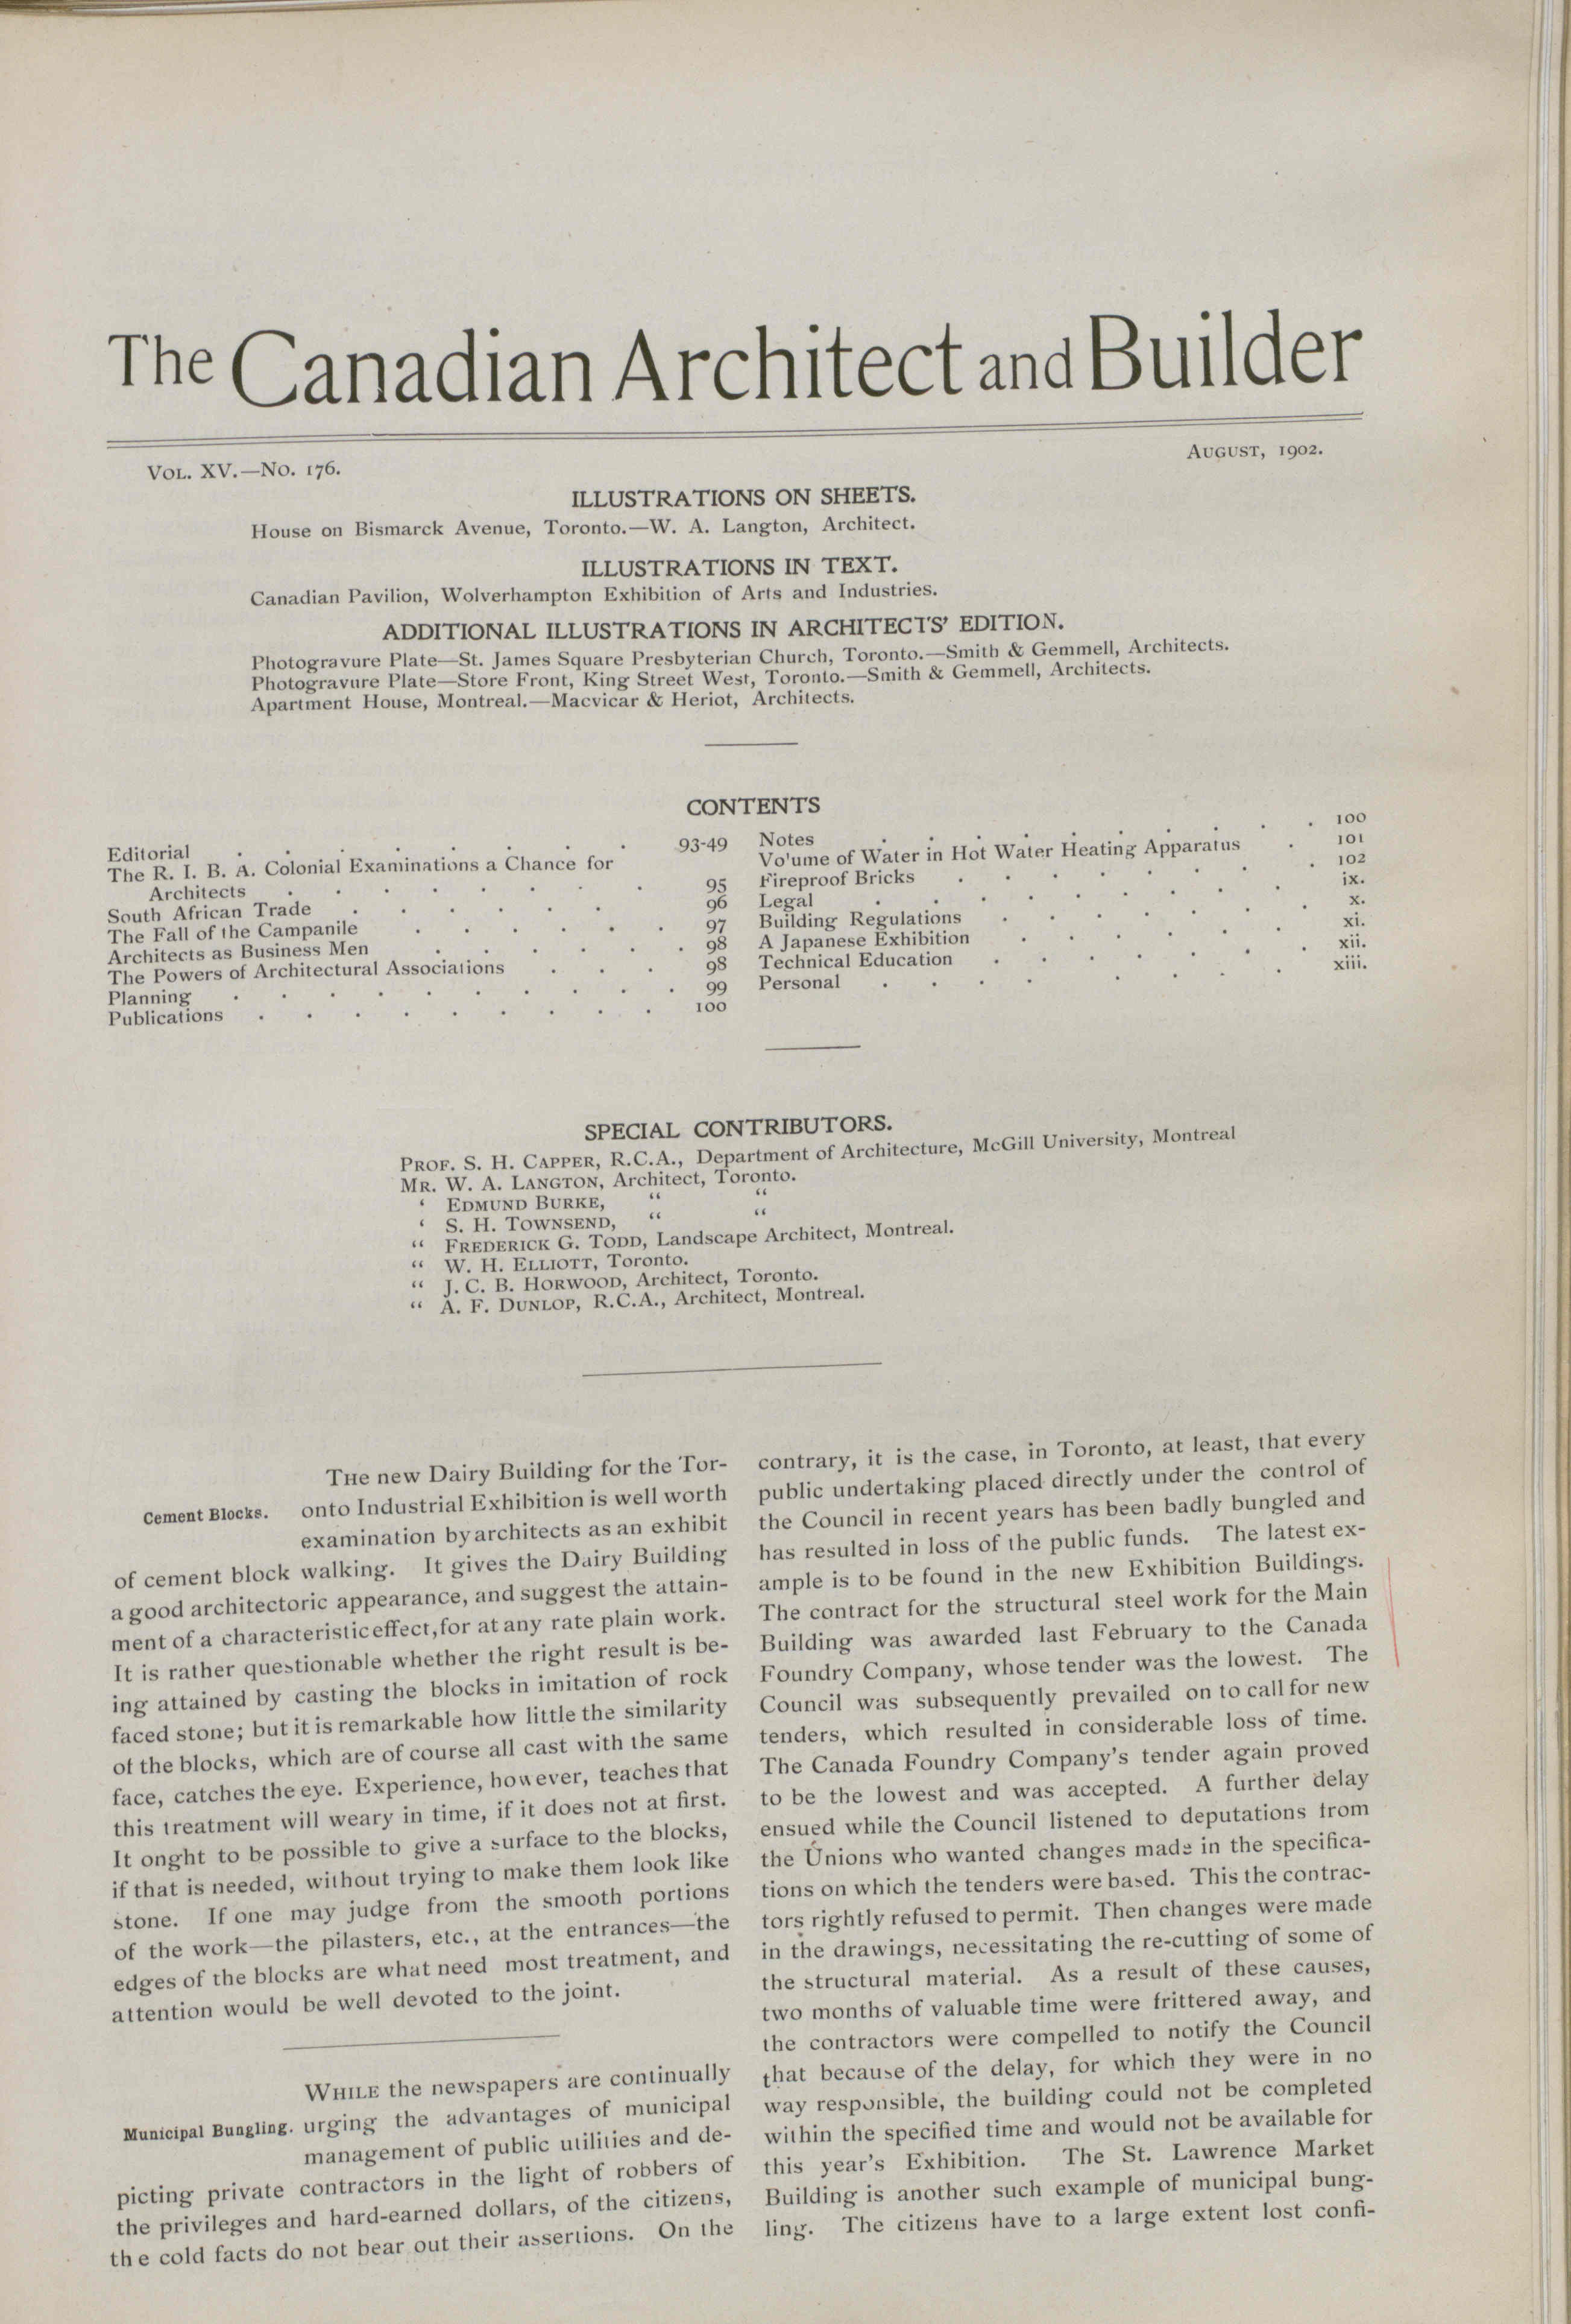 The Canadian Architect and Builder
VOL. XV.—No. 176.
AUGUST, 1902.
ILLUSTRATIONS ON SHEETS.
House on Bismarck Avenue, Toronto.—W. A. Langton, Architect.
ILLUSTRATIONS IN TEXT.
Canadian Pavilion, Wolverhampton Exhibition of Arts and Industries.
ADDITIONAL ILLUSTRATIONS IN ARCHITECTS' EDITION.
Photogravure Plate—St. James Square Presbyterian Church, Toronto.—Smith & Gemmell, Architects.
Photogravure Plate—Store Front, King Street West, Toronto.—Smith & Gemmell, Architects.
Apartment House, Montreal.—Macvicar & Heriot, Architects.
CONTENTS
Editorial . . . . . . . . . 93-49
The R. I. B. A. Colonial Examinations a Chance for
Architects . . . . . . . . 95
South African Trade . . . . . . 96
The Fall of the Campanile . . . . . . 97
Architects as Business Men . . . . . . 98
The Powers of Architectural Associations . . . 98
Planning . . . . . . . . . . 99
Publications . . . . . . . . . 100
Notes . . . . . . . . . . 100
Vo'ume of Water in Hot Water Heating Apparatus . 101
Fireproof Bricks . . . . . . . . 102
Legal . . . . . . . . . ix.
Building Regulations . . . . . . . x.
A Japanese Exhibition . . . . . . xi.
Technical Education . . . . . . . xii.
Personal . . . . . . . . xiii.
SPECIAL CONTRIBUTORS.
PROF. S. H. CAPPER, R.C.A., Department of Architecture, McGill University, Montreal
MR. W. A. LANGTON, Architect, Toronto.
‘ EDMUND BURKE, “ “
‘ S. H. TOWNSEND, “ “
“ FREDERICK G. TODD, Landscape Architect, Montreal.
“ W. H. ELLIOTT, Toronto.
“ J. C. B. HORWOOD, Architect, Toronto.
“ A. F. DUNLOP, R.C.A., Architect, Montreal.
THE new Dairy Building for the Tor-
Cement Blocks. onto Industrial Exhibition is well worth
examination by architects as an exhibit
of cement block walking. It gives the Dairy Building
a good architectoric appearance, and suggest the attain-
ment of a characteristic effect, for at any rate plain work.
It is rather questionable whether the right result is be-
ing attained by casting the blocks in imitation of rock
faced stone; but it is remarkable how little the similarity
of the blocks, which are of course all cast with the same
face, catches the eye. Experience, however, teaches that
this treatment will weary in time, if it does not at first.
It onght to be possible to give a surface to the blocks,
if that is needed, without trying to make them look like
stone. If one may judge from the smooth portions
of the work—the pilasters, etc., at the entrances—the
edges of the blocks are what need most treatment, and
attention would be well devoted to the joint.
WHILE the newspapers are continually
Municipal Bungling. urging the advantages of municipal
management of public utilities and de-
picting private contractors in the light of robbers of
the privileges and hard-earned dollars, of the citizens,
the cold facts do not bear out their assertions. On the
contrary, it is the case, in Toronto, at least, that every
public undertaking placed directly under the control of
the Council in recent years has been badly bungled and
has resulted in loss of the public funds. The latest ex-
ample is to be found in the new Exhibition Buildings.
The contract for the structural steel work for the Main
Building was awarded last February to the Canada
Foundry Company, whose tender was the lowest. The
Council was subsequently prevailed on to call for new
tenders, which resulted in considerable loss of time.
The Canada Foundry Company's tender again proved
to be the lowest and was accepted. A further delay
ensued while the Council listened to deputations from
the Unions who wanted changes made in the specifica-
tions on which the tenders were based. This the contrac-
tors rightly refused to permit. Then changes were made
in the drawings, necessitating the re-cutting of some of
the structural material. As a result of these causes,
two months of valuable time were frittered away, and
the contractors were compelled to notify the Council
that because of the delay, for which they were in no
way responsible, the building could not be completed
within the specified time and would not be available for
this year's Exhibition. The St. Lawrence Market
Building is another such example of municipal bung-
ling. The citizens have to a large extent lost confi-